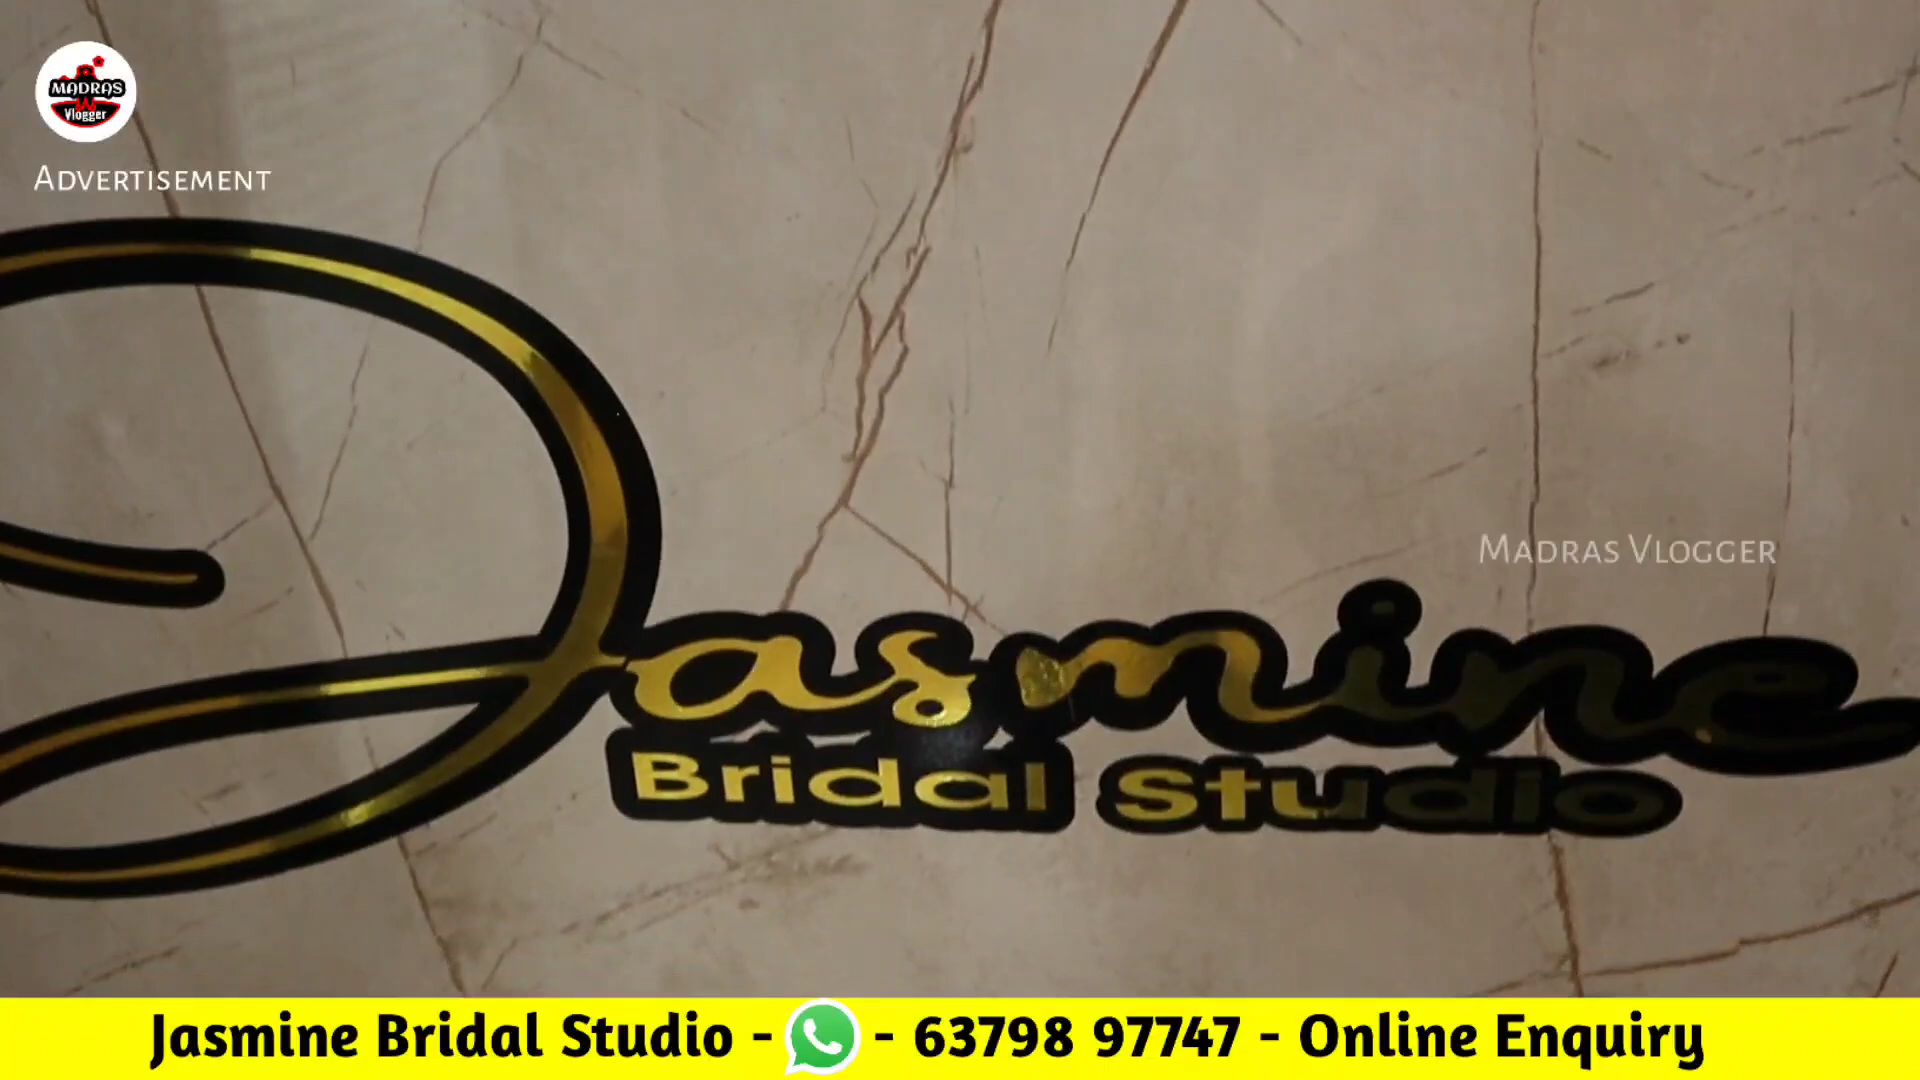 MADRAS
Vlogger
ADVERTISEMENT
MADRAS VLOGGER
Jasmine
Bridal Studio
Jasmine Bridal Studio - - 63798 97747 - Online Enquiry